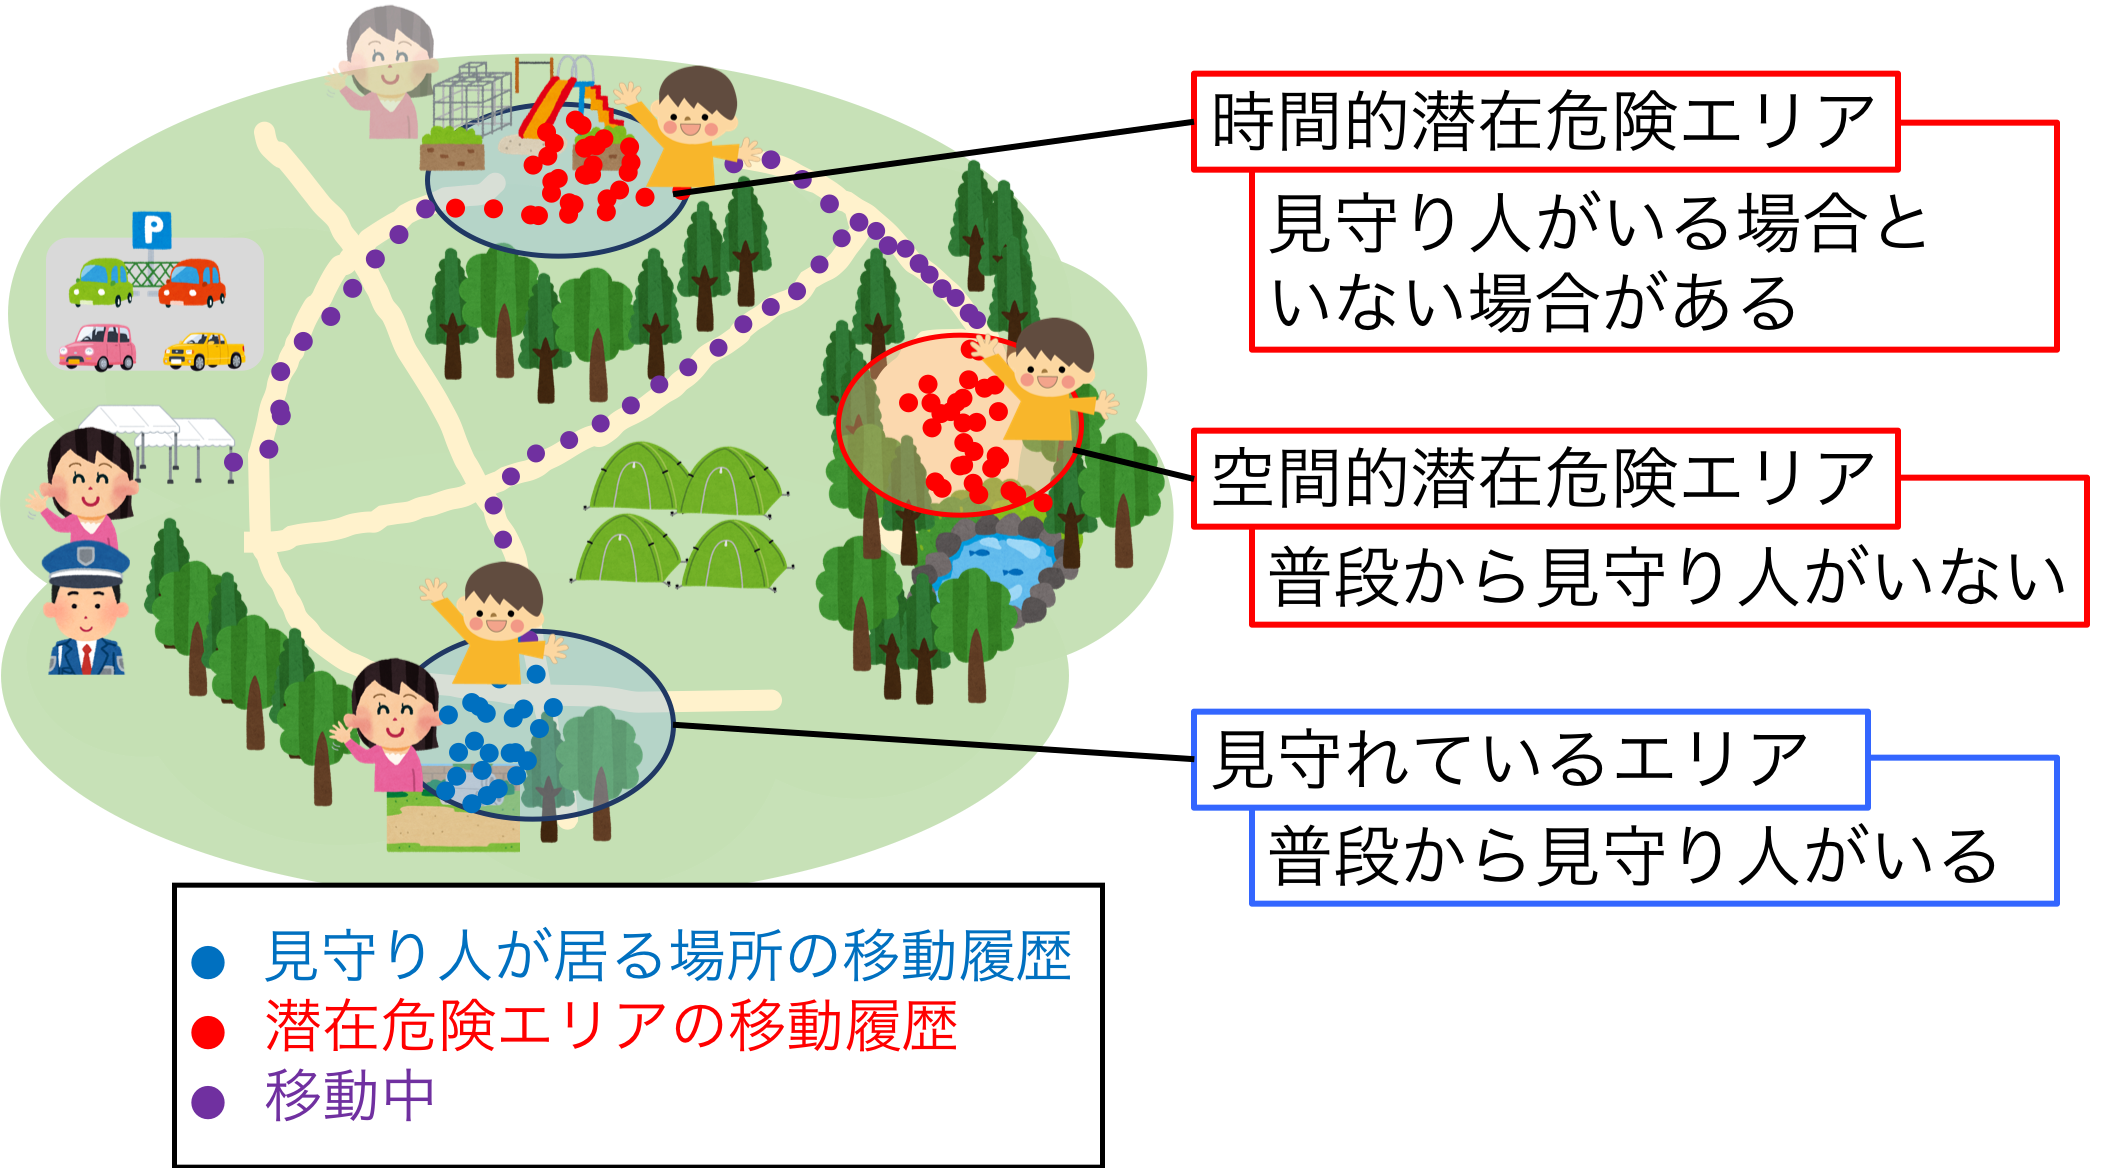 P
時間的潜在危険エリア
見守り人がいる場合と
いない場合がある
空間的潜在危険エリア
普段から見守り人がいない
見守れているエリア
普段から見守り人がいる
● 見守り人が居る場所の移動履歴
● 潜在危険エリアの移動履歴
● 移動中